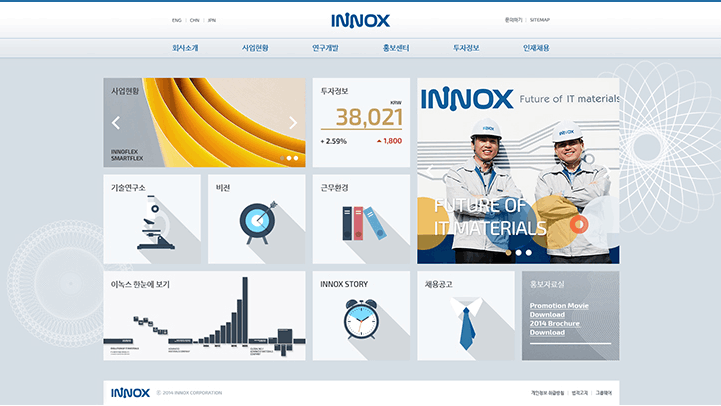 ENG | CHN | JPN
INNOX
문의하기 | SITEMAP
회사소개 사업현황 연구개발 홍보센터 투자정보 인재채용
사업현황
INNOFLEX
SMARTFLEX
투자정보
KRW
38,021
+ 2.59% ▲ 1,800
INNOX Future of IT materials
INNOX
FUTURE OF
IT MATERIALS
기술연구소
비전
근무환경
이녹스 한눈에 보기
INNOX STORY
채용공고
홍보자료실
Promotion Movie
Download
2014 Brochure
Download
INNOX ⓒ 2014 INNOX CORPORATION
개인정보 취급방침 | 법적고지 | 그룹웨어